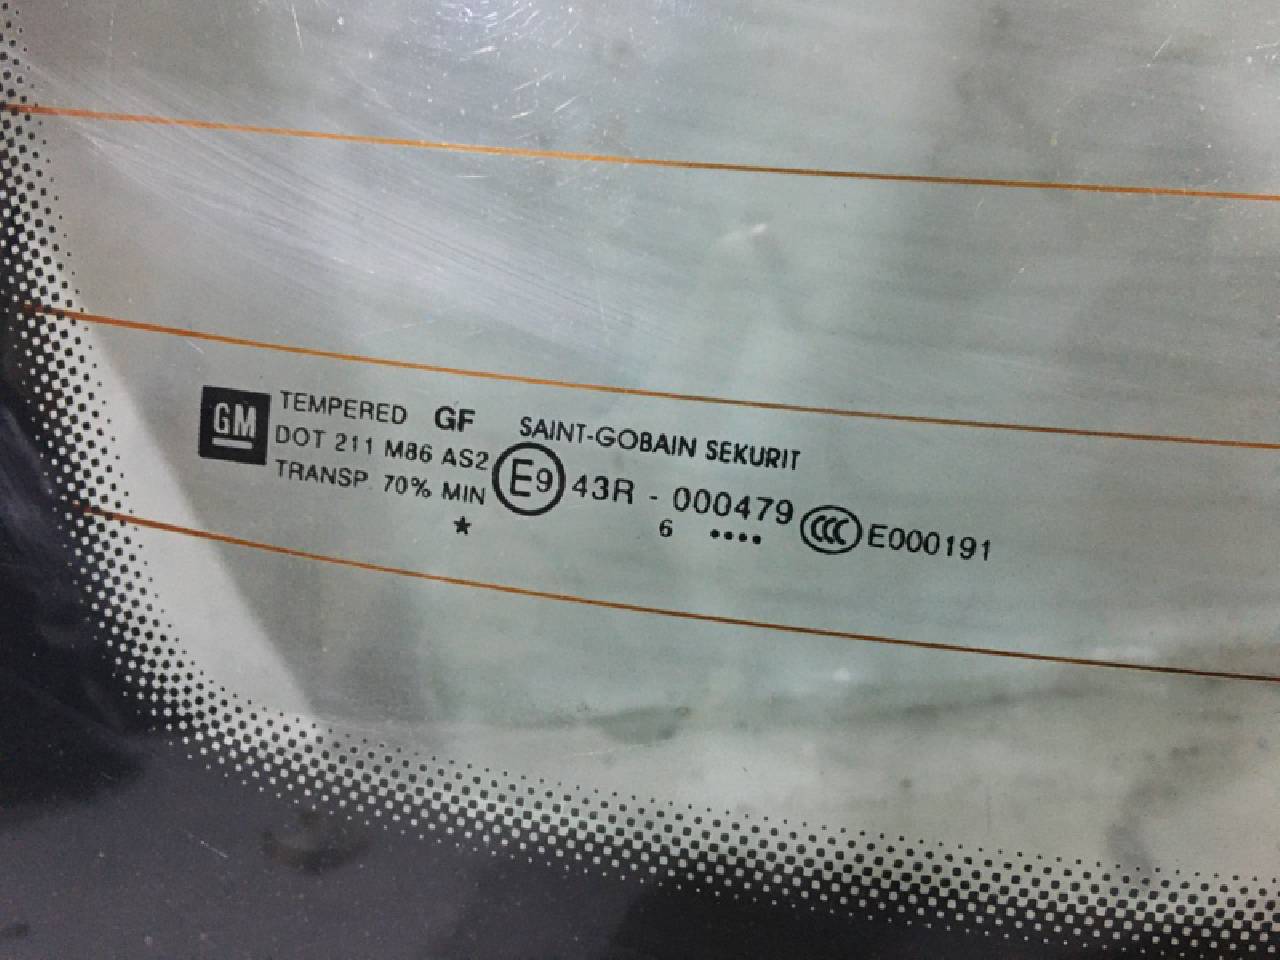 GM
TEMPERED GF SAINT-GOBAIN SEKURIT
DOT 211 M86 AS2
TRANSP 70% MIN
E9 43R - 000479 CCC E000191
★ 6 ••••